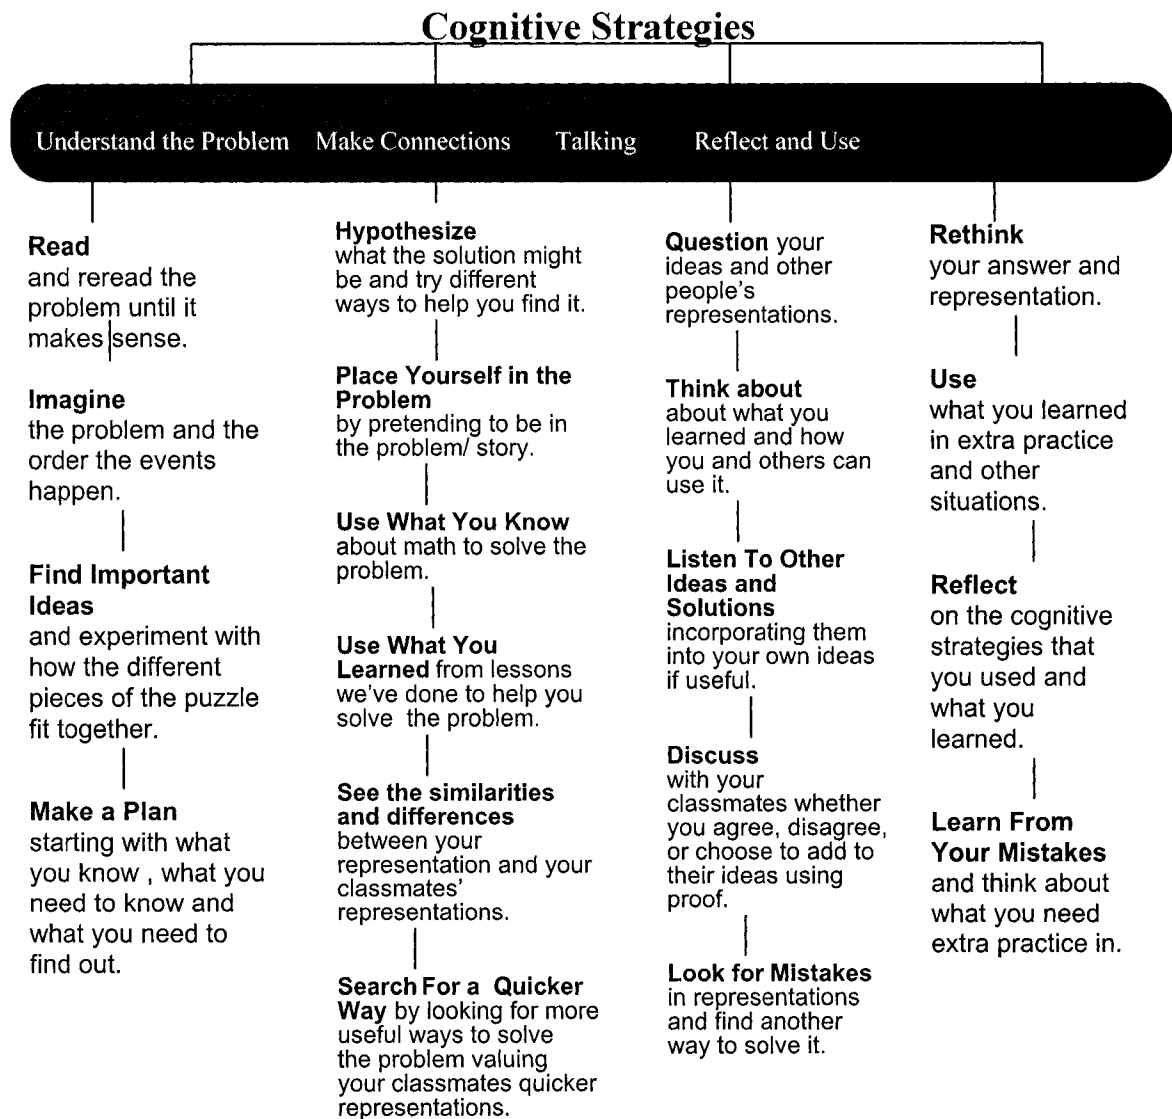 Cognitive Strategies
Understand the Problem Make Connections Talking Reflect and Use
Read
and reread the
problem until it
makes sense.
Imagine
the problem and the
order the events
happen.
Find Important
Ideas
and experiment with
how the different
pieces of the puzzle
fit together.
Make a Plan
starting with what
you know , what you
need to know and
what you need to
find out.
Hypothesize
what the solution might
be and try different
ways to help you find it.
Place Yourself in the
Problem
by pretending to be in
the problem/ story.
Use What You Know
about math to solve the
problem.
Use What You
Learned from lessons
we've done to help you
solve the problem.
See the similarities
and differences
between your
representation and your
classmates'
representations.
Search For a Quicker
Way by looking for more
useful ways to solve
the problem valuing
your classmates quicker
representations.
Question your
ideas and other
people's
representations.
Think about
about what you
learned and how
you and others can
use it.
Listen To Other
Ideas and
Solutions
incorporating them
into your own ideas
if useful.
Discuss
with your
classmates whether
you agree, disagree,
or choose to add to
their ideas using
proof.
Look for Mistakes
in representations
and find another
way to solve it.
Rethink
your answer and
representation.
Use
what you learned
in extra practice
and other
situations.
Reflect
on the cognitive
strategies that
you used and
what you
learned.
Learn From
Your Mistakes
and think about
what you need
extra practice in.